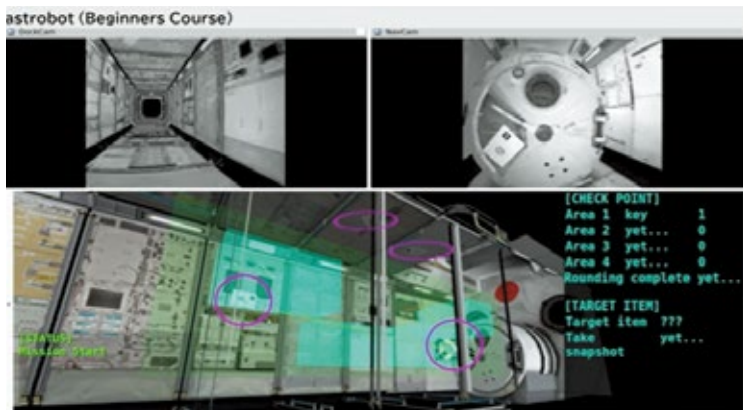 astrobot (Beginners Course)
DockCam
NavCam
[CHECK POINT]
Area 1 key 1
Area 2 yet... 0
Area 3 yet... 0
Area 4 yet... 0
Rounding complete yet...
[TARGET ITEM]
Target item ???
Take yet...
snapshot
[STATUS]
Mission Start